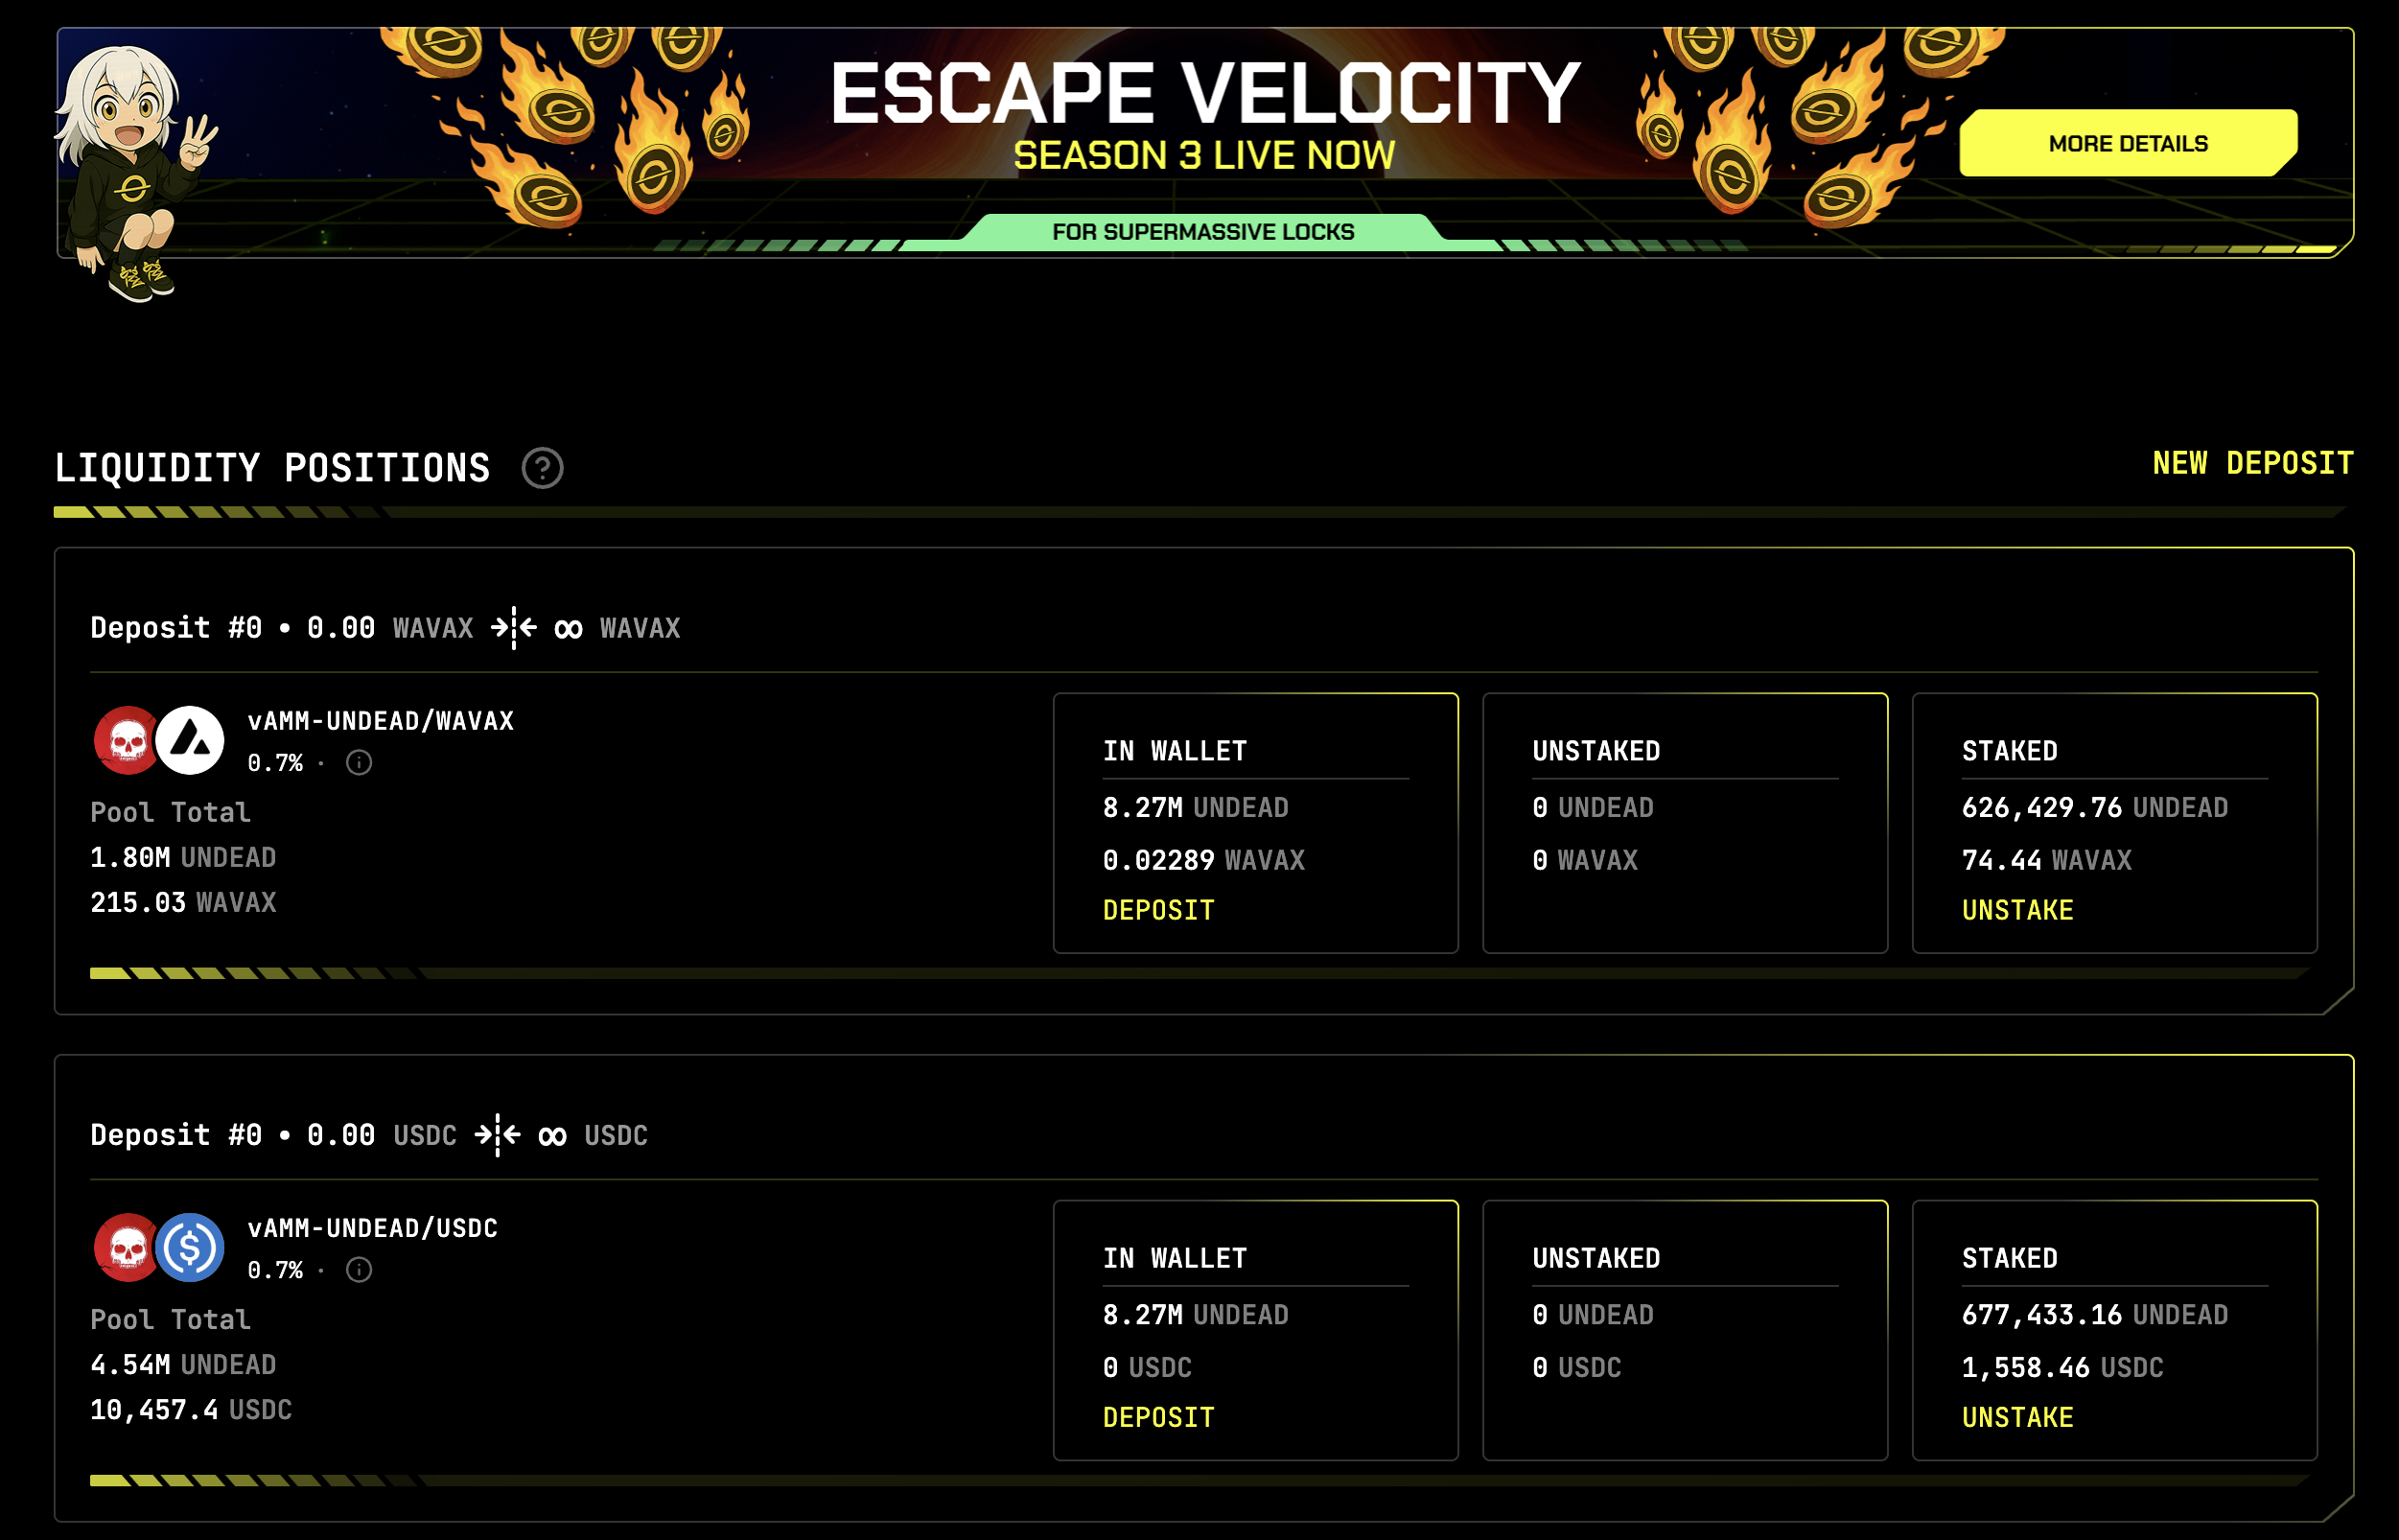 ESCAPE VELOCITY
SEASON 3 LIVE NOW
MORE DETAILS
FOR SUPERMASSIVE LOCKS
LIQUIDITY POSITIONS
NEW DEPOSIT
Deposit #0 • 0.00 WAVAX ∞ WAVAX
vAMM-UNDEAD/WAVAX
0.7% ·
Pool Total
1.80M UNDEAD
215.03 WAVAX
IN WALLET
8.27M UNDEAD
0.02289 WAVAX
DEPOSIT
UNSTAKED
0 UNDEAD
0 WAVAX
STAKED
626,429.76 UNDEAD
74.44 WAVAX
UNSTAKE
Deposit #0 • 0.00 USDC ∞ USDC
vAMM-UNDEAD/USDC
0.7% ·
Pool Total
4.54M UNDEAD
10,457.4 USDC
IN WALLET
8.27M UNDEAD
0 USDC
DEPOSIT
UNSTAKED
0 UNDEAD
0 USDC
STAKED
677,433.16 UNDEAD
1,558.46 USDC
UNSTAKE